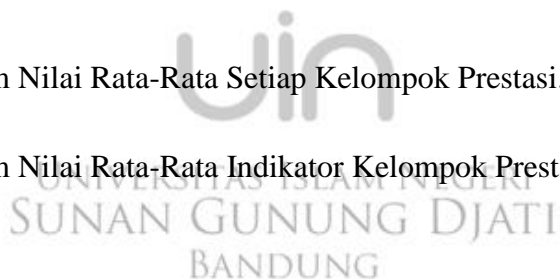 uin
n Nilai Rata-Rata Setiap Kelompok Prestasi.
n Nilai Rata-Rata Indikator Kelompok Prest
UNIVERSITAS ISLAM NEGERI
SUNAN GUNUNG DJATI
BANDUNG